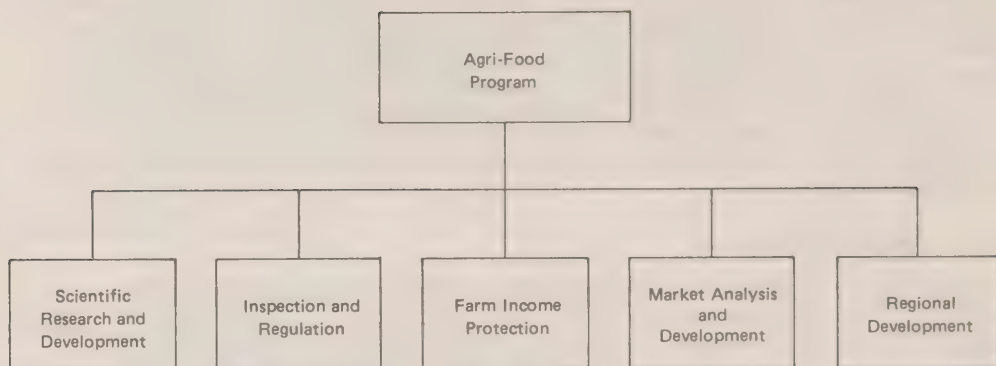 Agri-Food
Program
Scientific
Research and
Development
Inspection and
Regulation
Farm Income
Protection
Market Analysis
and
Development
Regional
Development